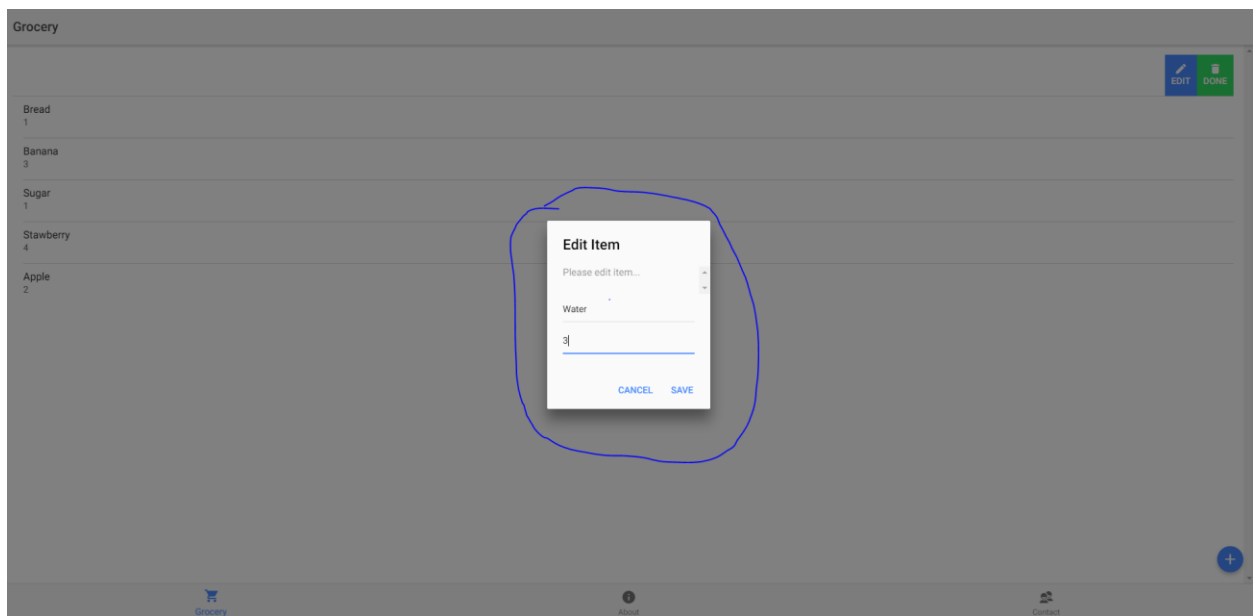 Grocery
EDIT DONE
Bread
1
Banana
3
Sugar
1
Stawberry
4
Apple
2
Edit Item
Please edit item...
Water
3
CANCEL SAVE
Grocery About Contact